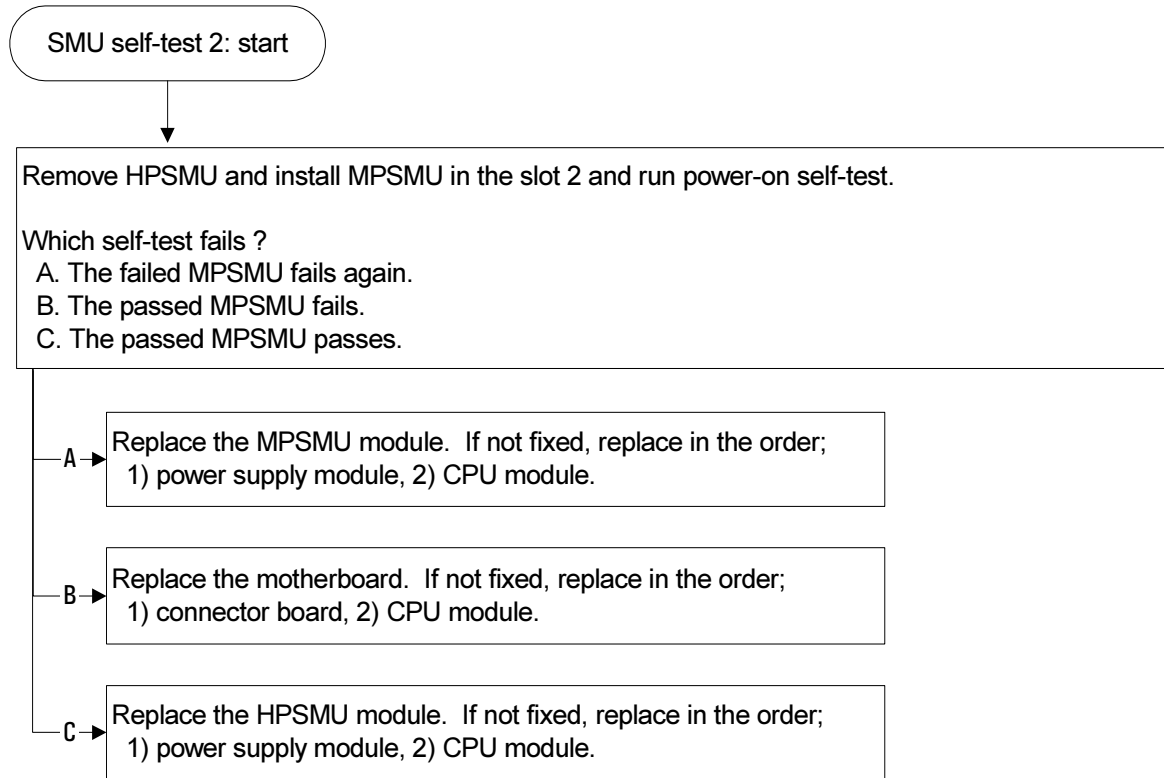 SMU self-test 2: start
Remove HPSMU and install MPSMU in the slot 2 and run power-on self-test.
Which self-test fails ?
A. The failed MPSMU fails again.
B. The passed MPSMU fails.
C. The passed MPSMU passes.
A
Replace the MPSMU module. If not fixed, replace in the order;
1) power supply module, 2) CPU module.
B
Replace the motherboard. If not fixed, replace in the order;
1) connector board, 2) CPU module.
C
Replace the HPSMU module. If not fixed, replace in the order;
1) power supply module, 2) CPU module.